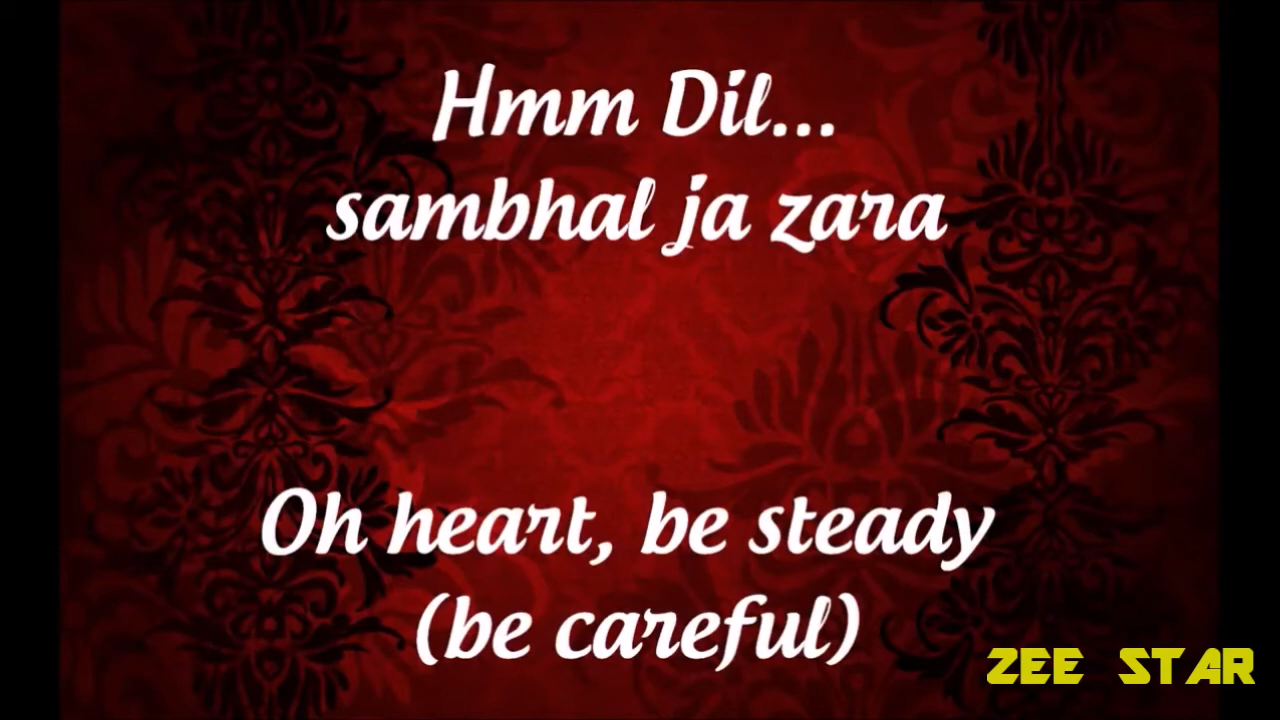 Hmm Dil...
sambhal ja zara
Oh heart, be steady
(be careful)
ZEE STAR